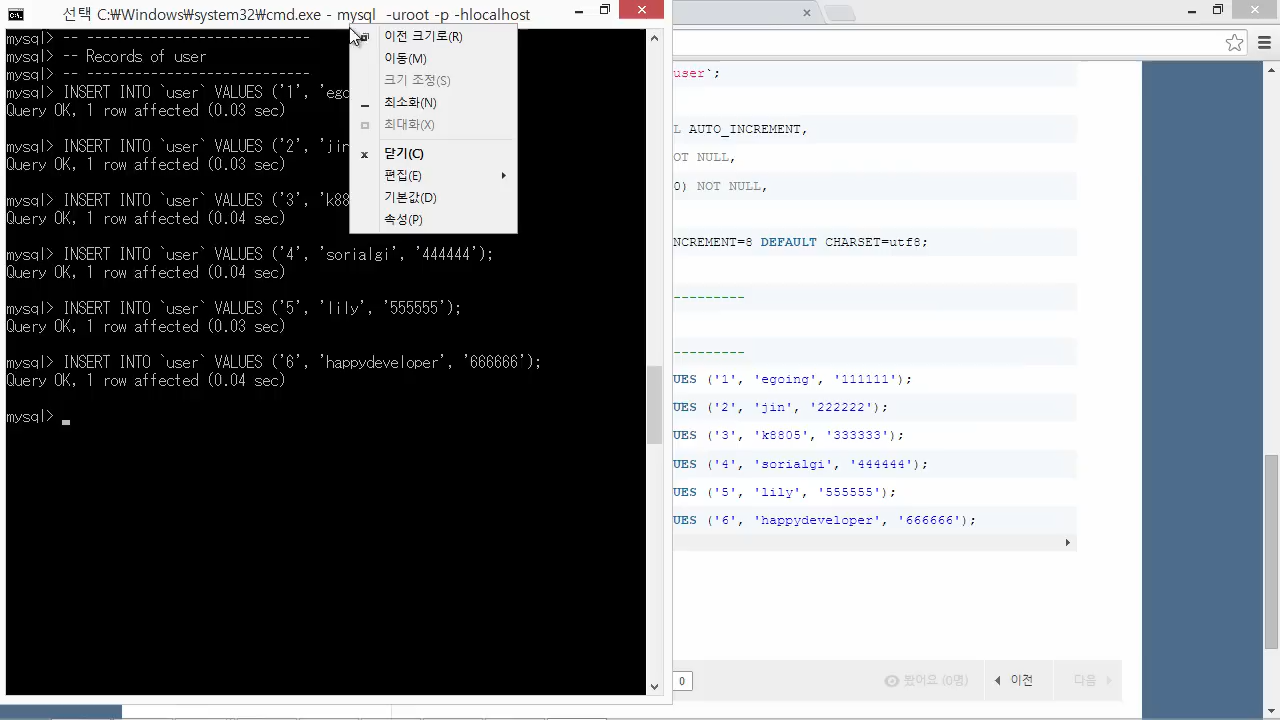 선택 C:₩Windows₩system32₩cmd.exe - mysql  -uroot -p -hlocalhost
mysql> -- ----------------------------
mysql> -- Records of user
mysql> -- ----------------------------
mysql> INSERT INTO `user` VALUES ('1', 'ego
Query OK, 1 row affected (0.03 sec)
mysql> INSERT INTO `user` VALUES ('2', 'jin
Query OK, 1 row affected (0.03 sec)
mysql> INSERT INTO `user` VALUES ('3', 'k88
Query OK, 1 row affected (0.04 sec)
mysql> INSERT INTO `user` VALUES ('4', 'sorialgi', '444444');
Query OK, 1 row affected (0.04 sec)
mysql> INSERT INTO `user` VALUES ('5', 'lily', '555555');
Query OK, 1 row affected (0.03 sec)
mysql> INSERT INTO `user` VALUES ('6', 'happydeveloper', '666666');
Query OK, 1 row affected (0.04 sec)
mysql>
이전 크기로(R)
이동(M)
크기 조정(S)
최소화(N)
최대화(X)
닫기(C)
편집(E)
기본값(D)
속성(P)
user`;
L AUTO_INCREMENT,
OT NULL,
0) NOT NULL,
NCREMENT=8 DEFAULT CHARSET=utf8;
---------
---------
UES ('1', 'egoing', '111111');
UES ('2', 'jin', '222222');
UES ('3', 'k8805', '333333');
UES ('4', 'sorialgi', '444444');
UES ('5', 'lily', '555555');
UES ('6', 'happydeveloper', '666666');
0
봤어요 (0명)
이전
다음